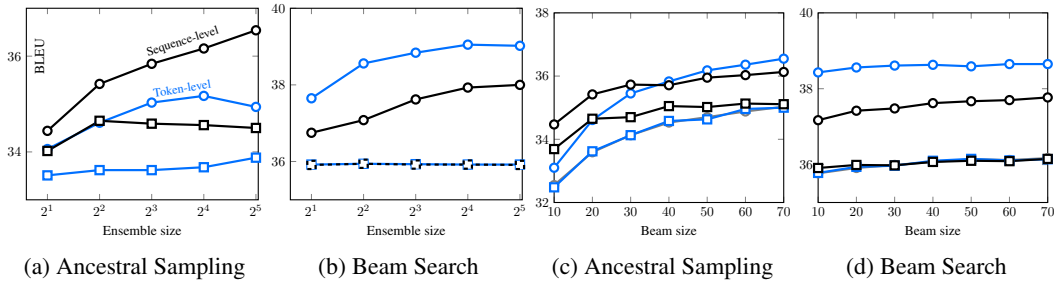 36
34
BLEU
Sequence-level
Token-level
2^1 2^2 2^3 2^4 2^5
Ensemble size
(a) Ancestral Sampling
40
38
36
2^1 2^2 2^3 2^4 2^5
Ensemble size
(b) Beam Search
38
36
34
32
10 20 30 40 50 60 70
Beam size
(c) Ancestral Sampling
40
38
36
10 20 30 40 50 60 70
Beam size
(d) Beam Search